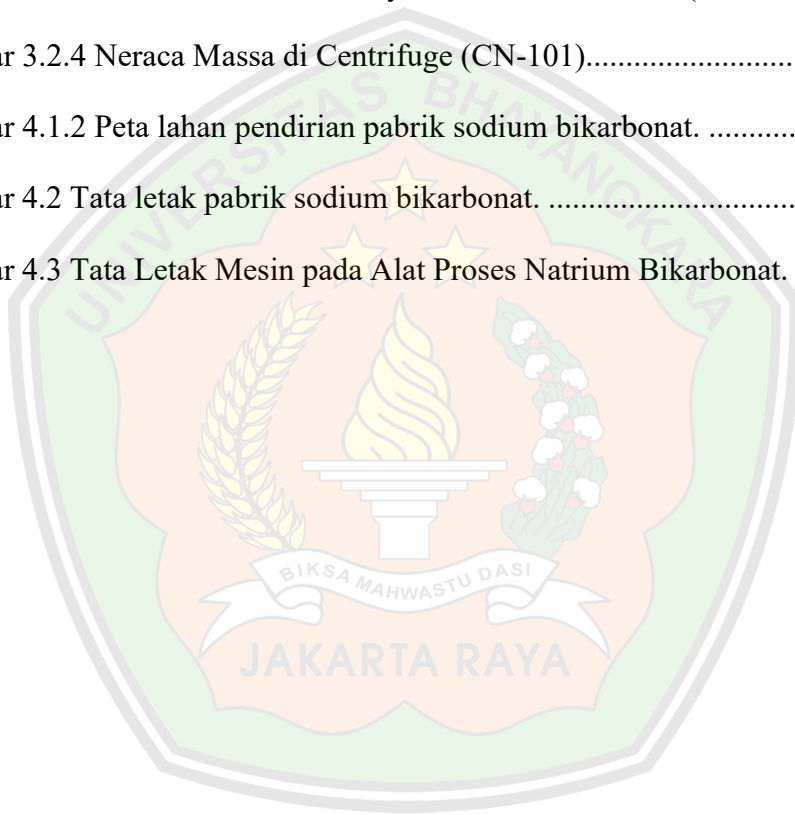 ar 3.2.4 Neraca Massa di Centrifuge (CN-101)..........................
ar 4.1.2 Peta lahan pendirian pabrik sodium bikarbonat. ...........
ar 4.2 Tata letak pabrik sodium bikarbonat. ..............................
ar 4.3 Tata Letak Mesin pada Alat Proses Natrium Bikarbonat.
UNIVERSITAS BHAYANGKARA
BIKSA MAHWASTU DASI
JAKARTA RAYA